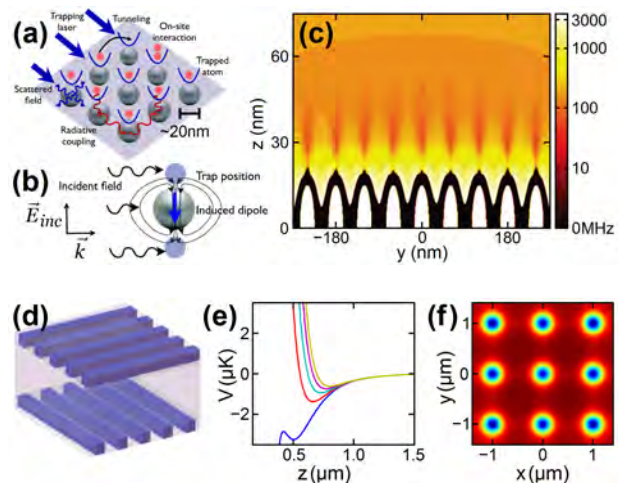 (a)
Trapping
laser
Tunneling
On-site
interaction
Trapped
atom
Scattered
field
Radiative
coupling
~20nm
(b)
Trap position
Incident field
Induced dipole
E⃗inc
k⃗
(c)
z (nm)
60
30
0
-180 0 180
y (nm)
3000
1000
100
10
0MHz
(d)
(e)
V(μK)
2
0
−2
0.5 1.0 1.5
z(μm)
(f)
y(μm)
1
0
-1
-1 0 1
x(μm)